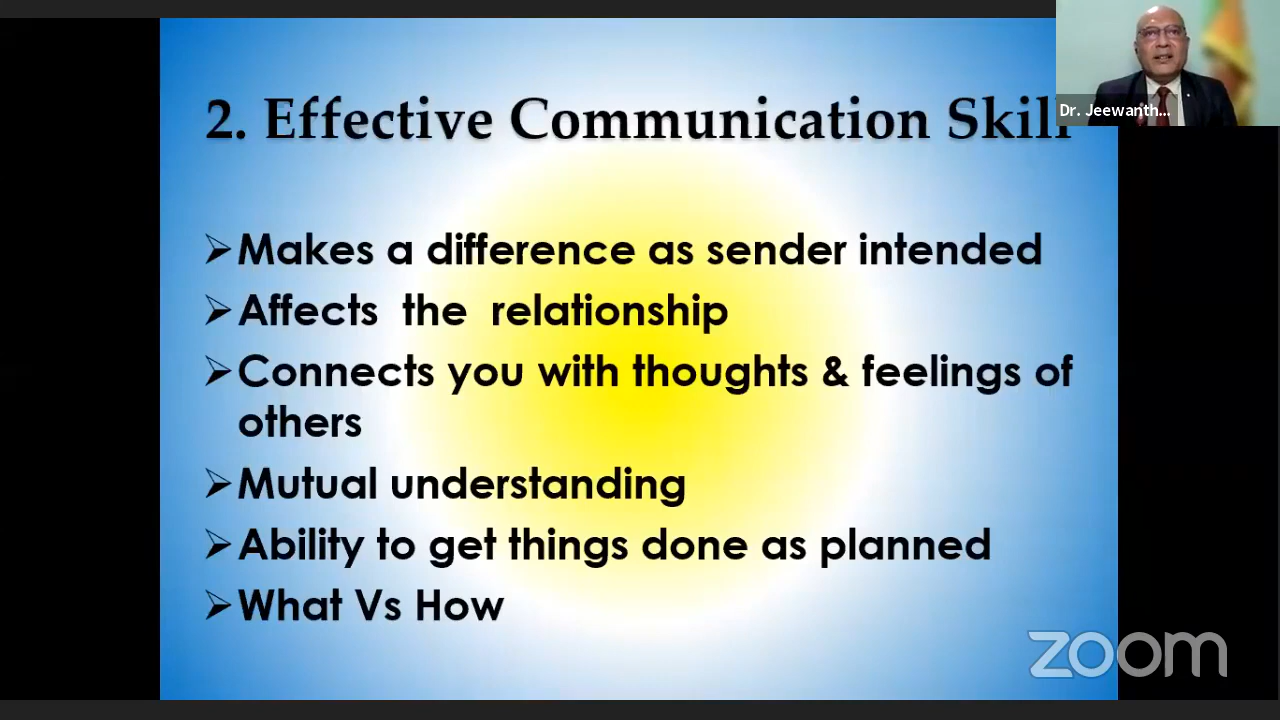 2. Effective Communication Skill
Dr. Jeewanth...
➢Makes a difference as sender intended
➢Affects the relationship
➢Connects you with thoughts & feelings of
others
➢Mutual understanding
➢Ability to get things done as planned
➢What Vs How
zoom